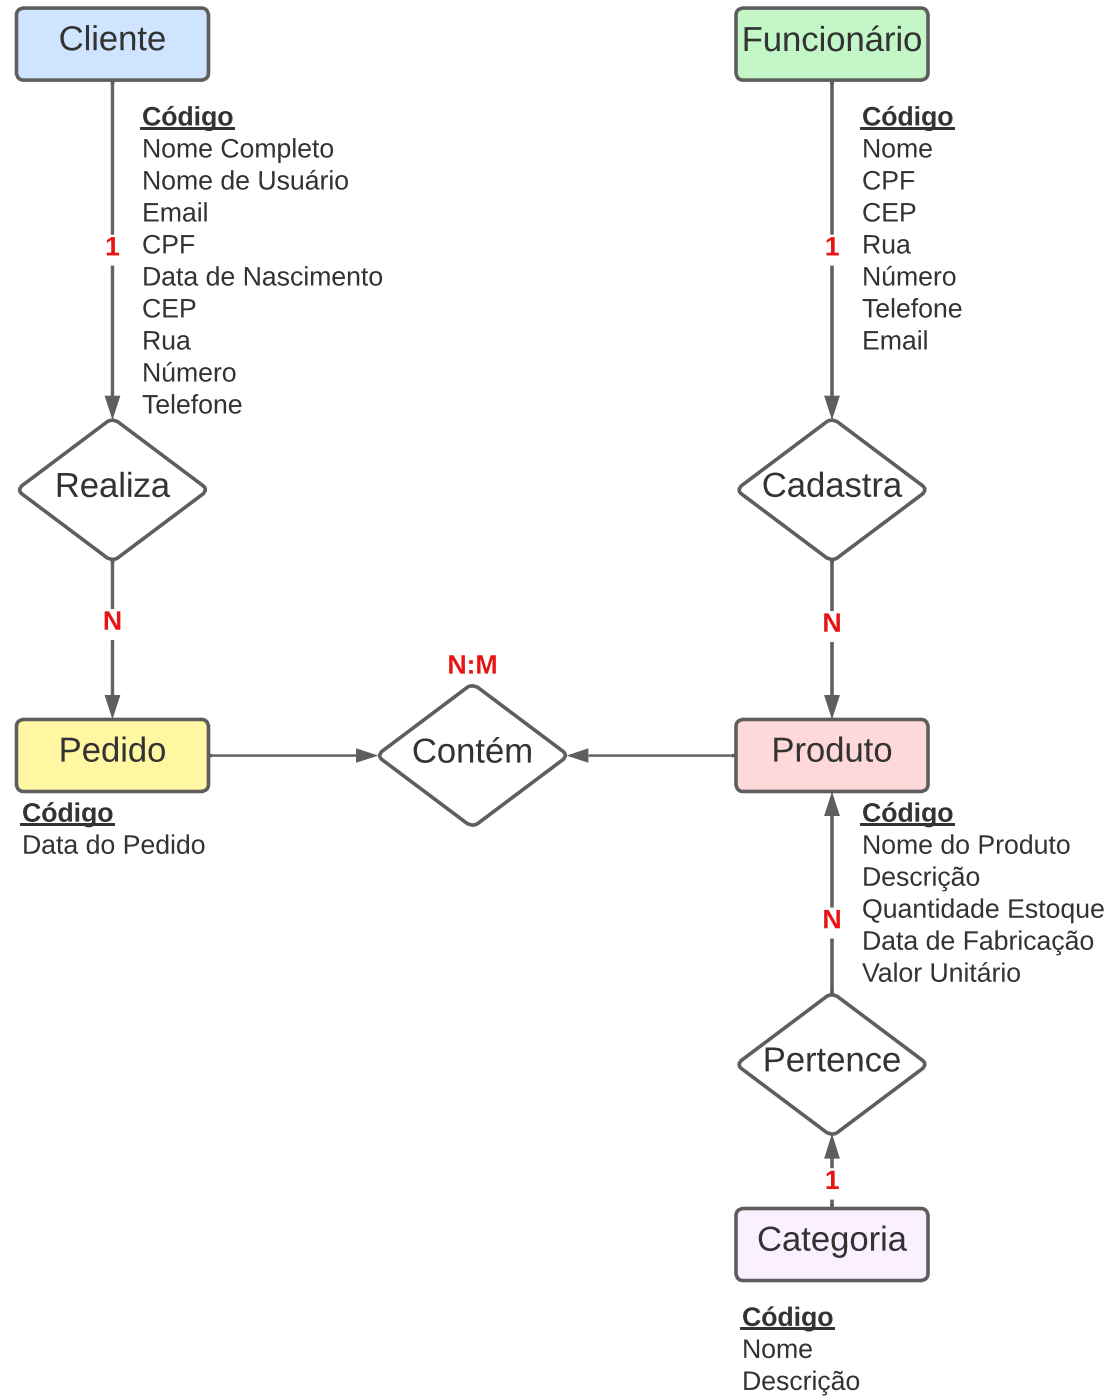 Cliente
Código
Nome Completo
Nome de Usuário
Email
CPF
Data de Nascimento
CEP
Rua
Número
Telefone
1
Realiza
N
Pedido
Código
Data do Pedido
N:M
Contém
Funcionário
Código
Nome
CPF
CEP
Rua
Número
Telefone
Email
1
Cadastra
N
Produto
Código
Nome do Produto
Descrição
Quantidade Estoque
Data de Fabricação
Valor Unitário
N
Pertence
1
Categoria
Código
Nome
Descrição